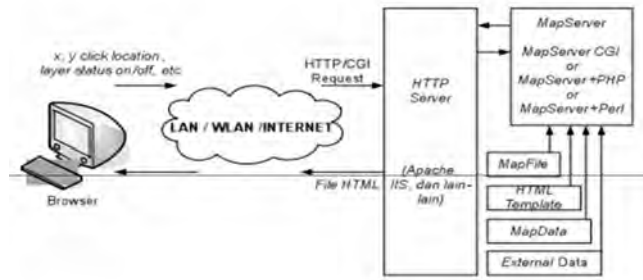 x, y click location,
layer status on/off, etc
HTTP/CGI
Request
LAN / WLAN /INTERNET
Browser
File HTML
HTTP
Server
(Apache
IIS, dan lain-
lain)
MapServer
MapServer CGI
or
MapServer+PHP
or
MapServer+Perl
MapFile
HTML
Template
MapData
External Data